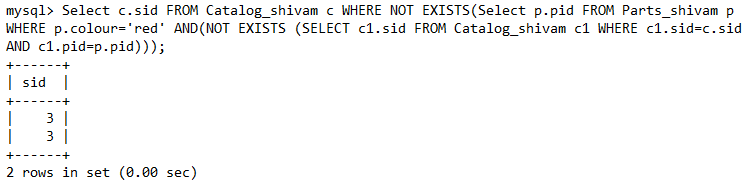 mysql> Select c.sid FROM Catalog_shivam c WHERE NOT EXISTS(Select p.pid FROM Parts_shivam p
WHERE p.colour='red' AND(NOT EXISTS (SELECT c1.sid FROM Catalog_shivam c1 WHERE c1.sid=c.sid
AND c1.pid=p.pid)));
+------+
| sid  |
+------+
|    3 |
|    3 |
+------+
2 rows in set (0.00 sec)